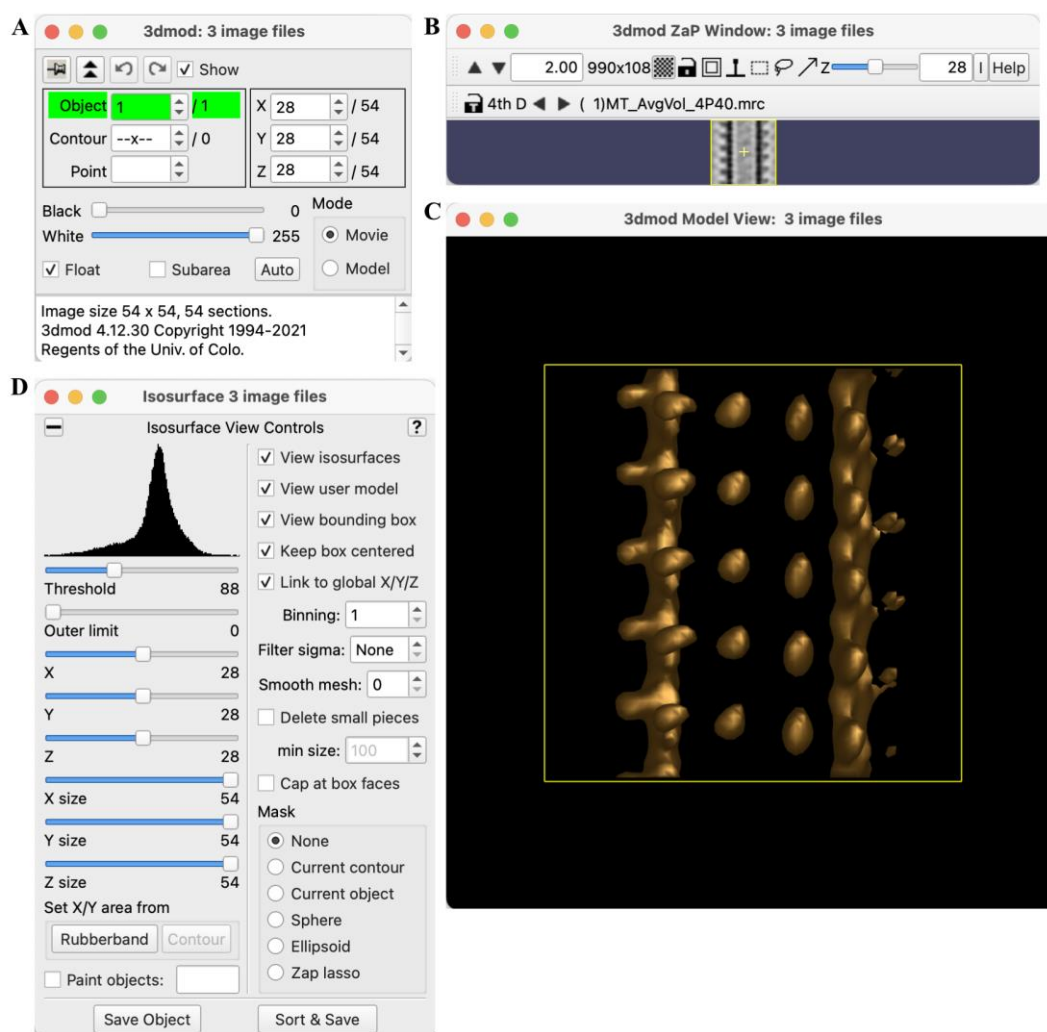 A
3dmod: 3 image files
Show
Object 1 / 1
Contour --x-- / 0
Point
X 28 / 54
Y 28 / 54
Z 28 / 54
Black 0
White 255
Mode
Movie
Model
Float Subarea Auto
Image size 54 x 54, 54 sections.
3dmod 4.12.30 Copyright 1994-2021
Regents of the Univ. of Colo.
B
3dmod ZaP Window: 3 image files
2.00 990x108 Z 28 I Help
4th D ( 1)MT_AvgVol_4P40.mrc
C
3dmod Model View: 3 image files
D
Isosurface 3 image files
Isosurface View Controls ?
Threshold 88
Outer limit 0
X 28
Y 28
Z 28
X size 54
Y size 54
Z size 54
Set X/Y area from
Rubberband Contour
Paint objects:
View isosurfaces
View user model
View bounding box
Keep box centered
Link to global X/Y/Z
Binning: 1
Filter sigma: None
Smooth mesh: 0
Delete small pieces
min size: 100
Cap at box faces
Mask
None
Current contour
Current object
Sphere
Ellipsoid
Zap lasso
Save Object Sort & Save